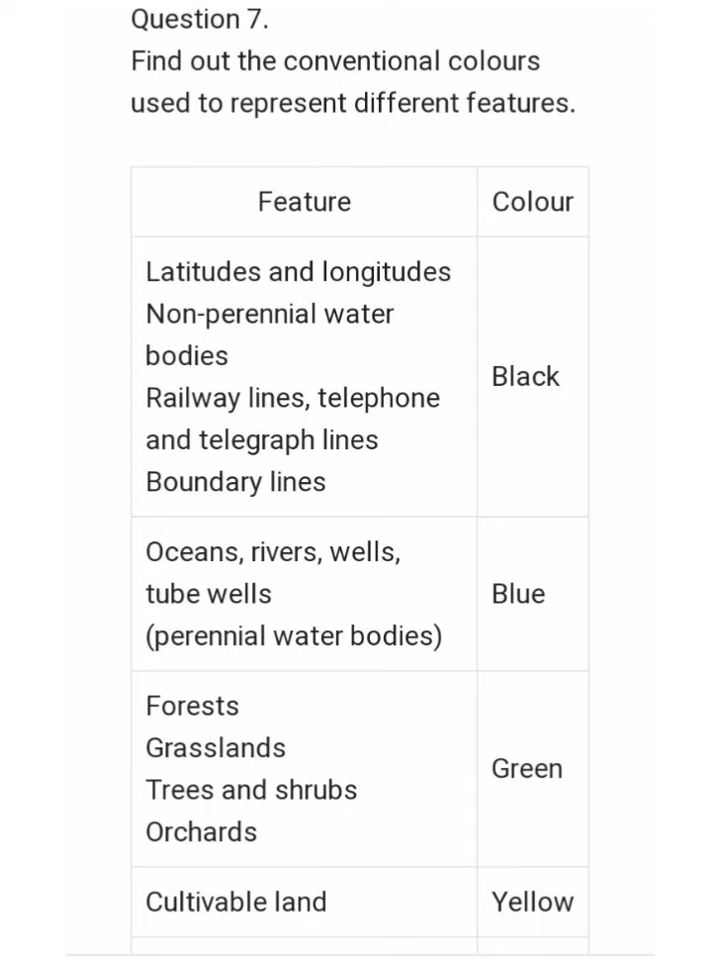 Question 7.
Find out the conventional colours
used to represent different features.
Feature
Colour
Latitudes and longitudes
Non-perennial water
bodies
Railway lines, telephone
and telegraph lines
Boundary lines
Black
Oceans, rivers, wells,
tube wells
(perennial water bodies)
Blue
Forests
Grasslands
Trees and shrubs
Orchards
Green
Cultivable land
Yellow